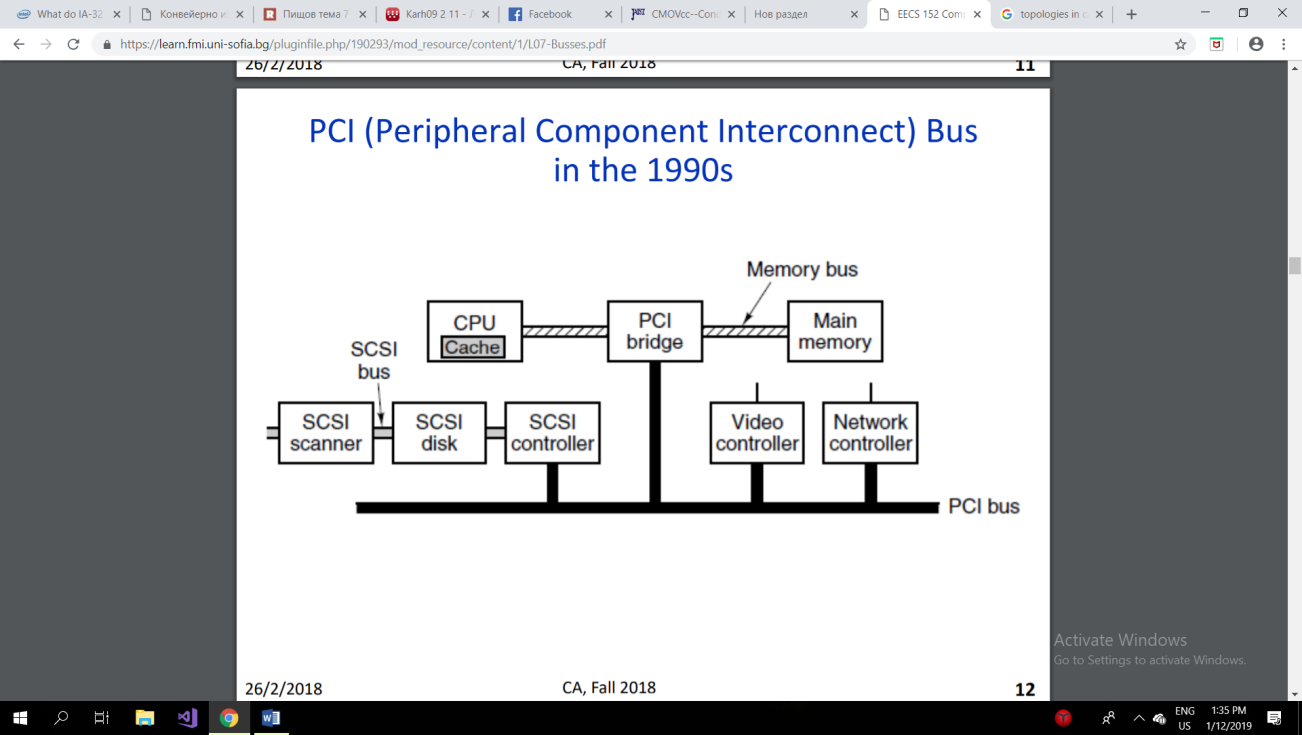 What do IA-32
Конвейерно и
Пищов тема 7
Karh09 2 11 - Л
Facebook
CMOVcc--Con
Нов раздел
EECS 152 Com
topologies in c
https://learn.fmi.uni-sofia.bg/pluginfile.php/190293/mod_resource/content/1/L07-Busses.pdf
26/2/2018
CA, Fall 2018
11
PCI (Peripheral Component Interconnect) Bus
in the 1990s
Memory bus
CPU
Cache
PCI
bridge
Main
memory
SCSI
bus
SCSI
scanner
SCSI
disk
SCSI
controller
Video
controller
Network
controller
PCI bus
Activate Windows
Go to Settings to activate Windows.
26/2/2018
CA, Fall 2018
12
ENG
US
1:35 PM
1/12/2019